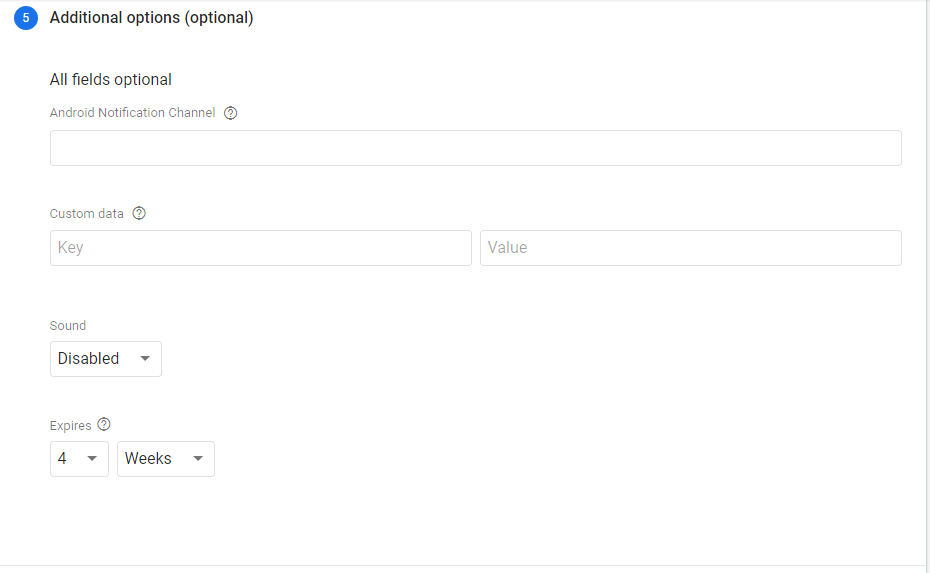 5 Additional options (optional)
All fields optional
Android Notification Channel ?
Custom data ?
Key Value
Sound
Disabled
Expires ?
4 Weeks